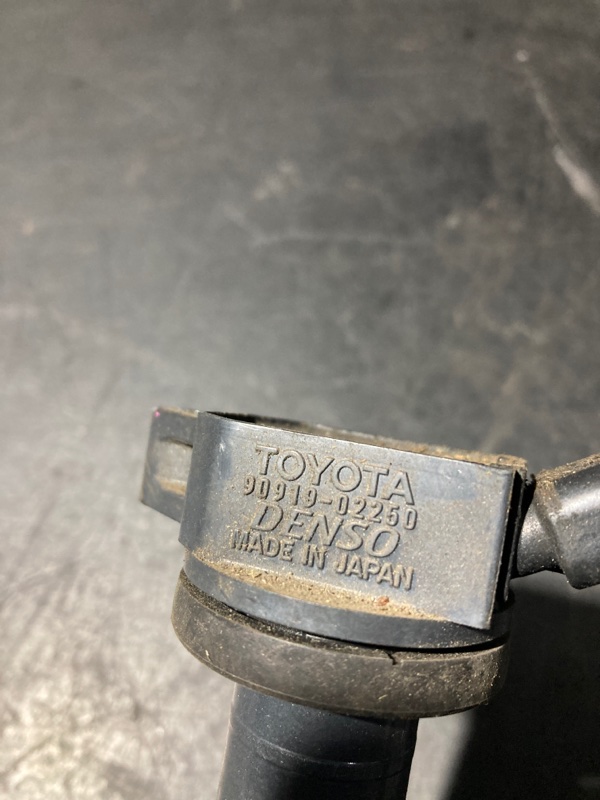 TOYOTA
90919-02250
DENSO
MADE IN JAPAN